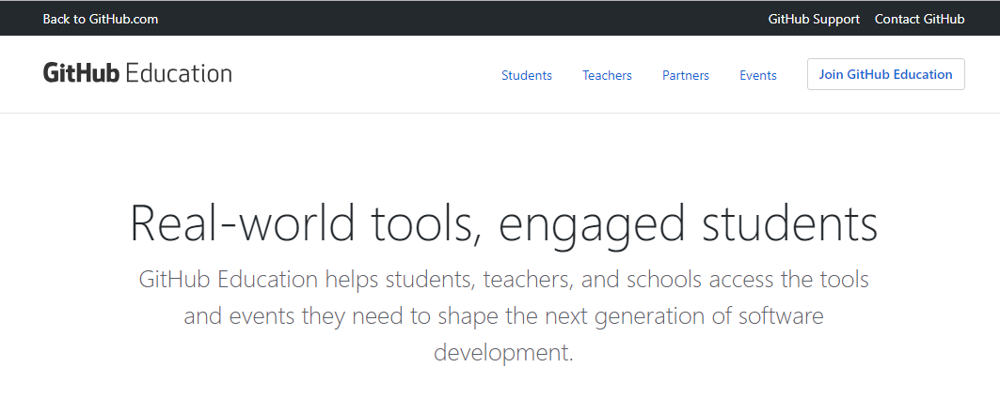 Back to GitHub.com GitHub Support Contact GitHub
GitHub Education Students Teachers Partners Events Join GitHub Education
Real-world tools, engaged students
GitHub Education helps students, teachers, and schools access the tools
and events they need to shape the next generation of software
development.